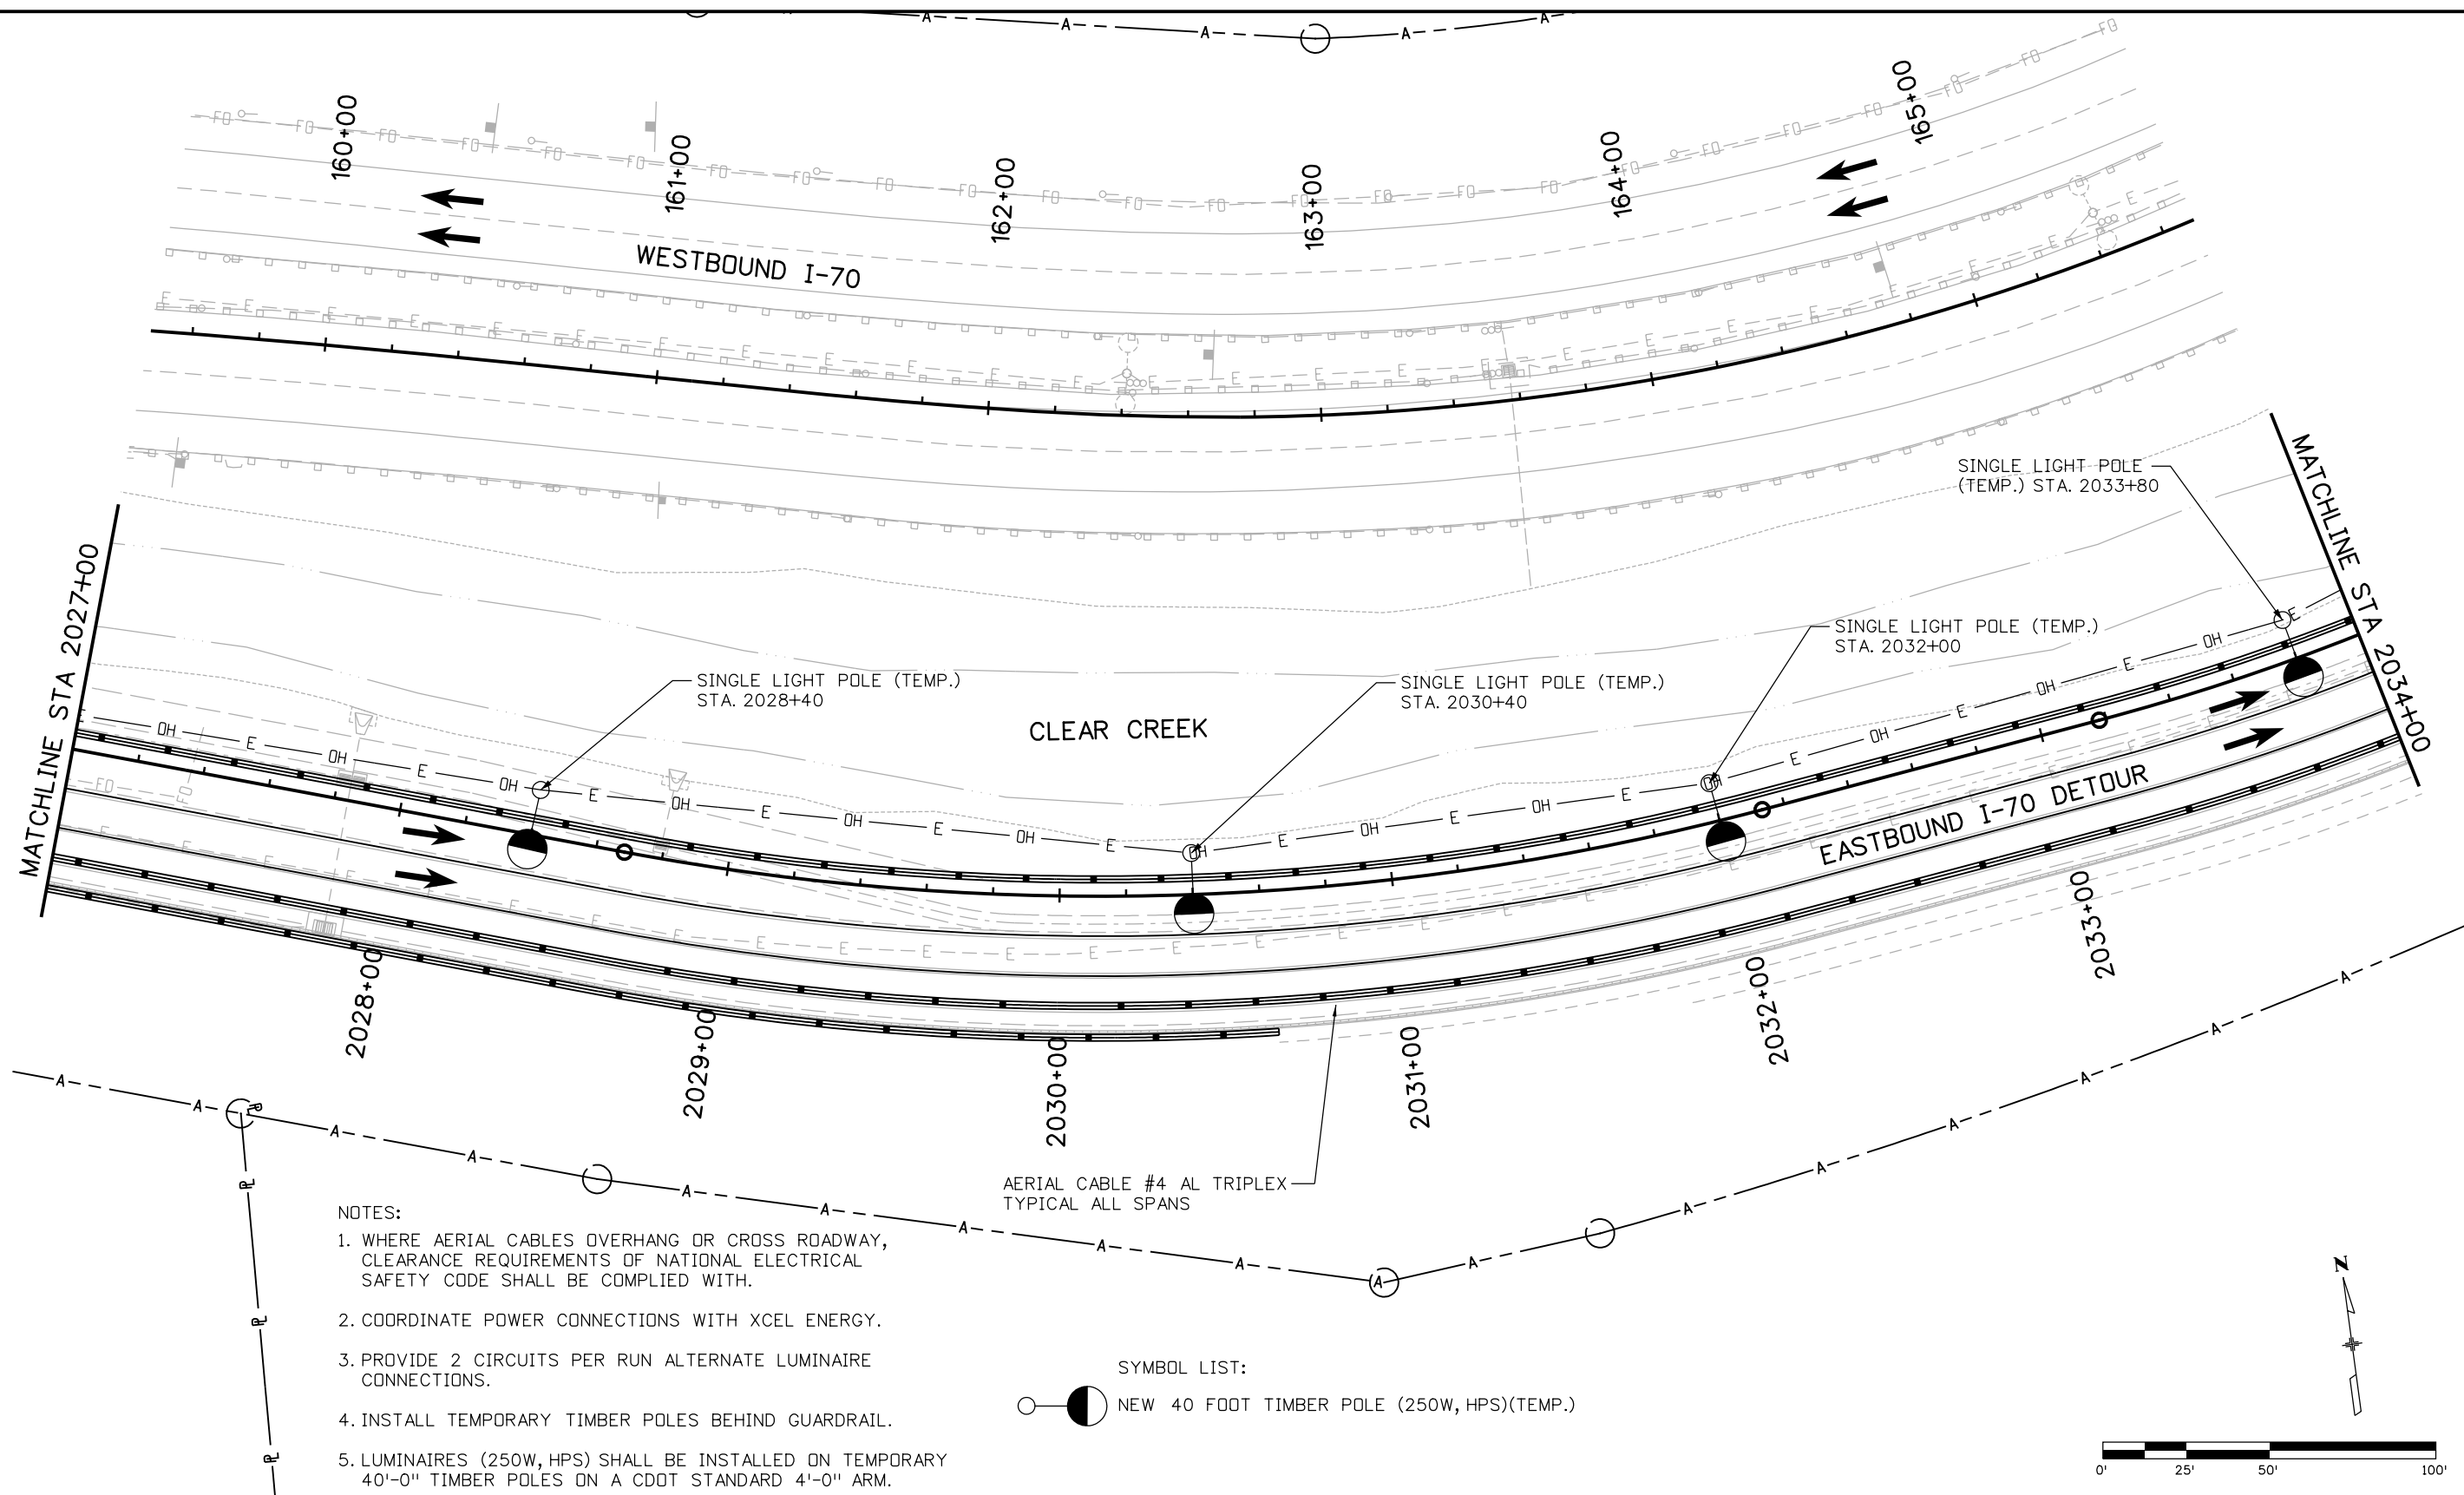 160+00
161+00
162+00
163+00
164+00
165+00
WESTBOUND I-70
MATCHLINE STA 2027+00
MATCHLINE STA 2034+00
SINGLE LIGHT POLE
(TEMP.) STA. 2033+80
SINGLE LIGHT POLE (TEMP.)
STA. 2032+00
SINGLE LIGHT POLE (TEMP.)
STA. 2028+40
SINGLE LIGHT POLE (TEMP.)
STA. 2030+40
CLEAR CREEK
EASTBOUND I-70 DETOUR
2028+00
2029+00
2030+00
2031+00
2032+00
2033+00
AERIAL CABLE #4 AL TRIPLEX
TYPICAL ALL SPANS
NOTES:
1. WHERE AERIAL CABLES OVERHANG OR CROSS ROADWAY,
CLEARANCE REQUIREMENTS OF NATIONAL ELECTRICAL
SAFETY CODE SHALL BE COMPLIED WITH.
2. COORDINATE POWER CONNECTIONS WITH XCEL ENERGY.
3. PROVIDE 2 CIRCUITS PER RUN ALTERNATE LUMINAIRE
CONNECTIONS.
4. INSTALL TEMPORARY TIMBER POLES BEHIND GUARDRAIL.
5. LUMINAIRES (250W, HPS) SHALL BE INSTALLED ON TEMPORARY
40'-0" TIMBER POLES ON A CDOT STANDARD 4'-0" ARM.
SYMBOL LIST:
NEW 40 FOOT TIMBER POLE (250W, HPS)(TEMP.)
N
0' 25' 50' 100'